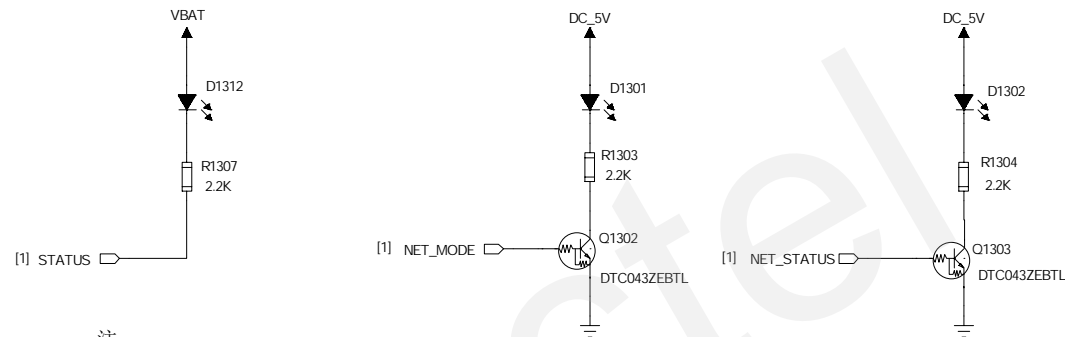 VBAT
D1312
R1307
2.2K
[1] STATUS
DC_5V
D1301
R1303
2.2K
[1] NET_MODE
Q1302
DTC043ZEBTL
DC_5V
D1302
R1304
2.2K
[1] NET_STATUS
Q1303
DTC043ZEBTL